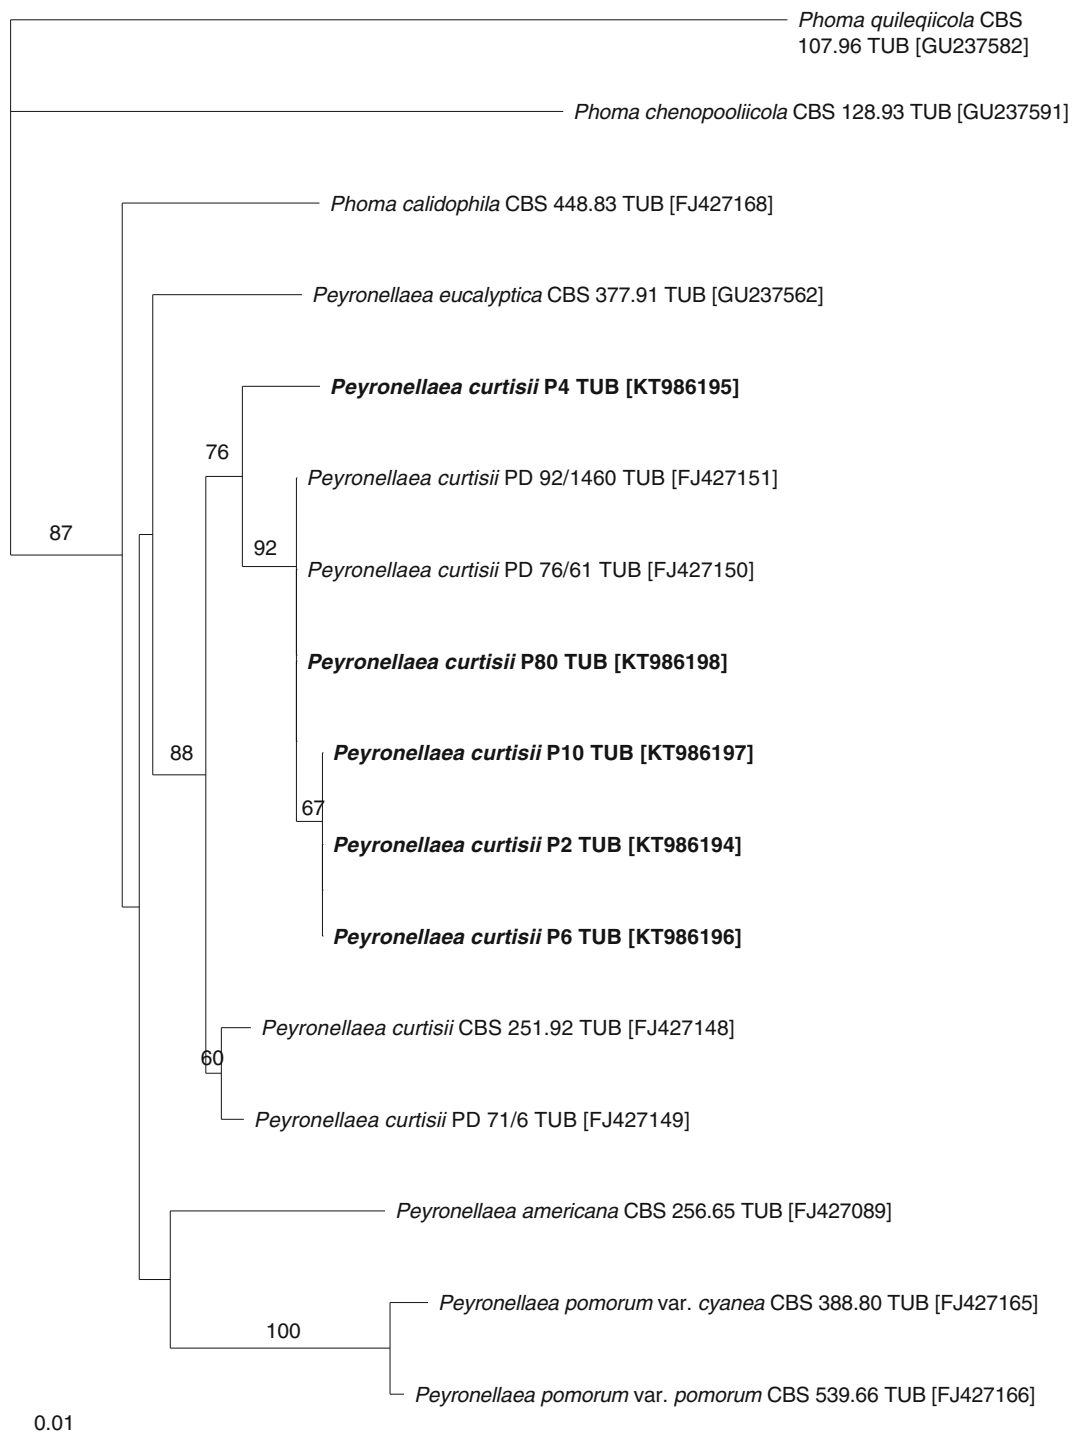 Phoma quileqiicola CBS
107.96 TUB [GU237582]
Phoma chenopooliicola CBS 128.93 TUB [GU237591]
Phoma calidophila CBS 448.83 TUB [FJ427168]
Peyronellaea eucalyptica CBS 377.91 TUB [GU237562]
Peyronellaea curtisii P4 TUB [KT986195]
76
Peyronellaea curtisii PD 92/1460 TUB [FJ427151]
87
92
Peyronellaea curtisii PD 76/61 TUB [FJ427150]
Peyronellaea curtisii P80 TUB [KT986198]
88
Peyronellaea curtisii P10 TUB [KT986197]
67
Peyronellaea curtisii P2 TUB [KT986194]
Peyronellaea curtisii P6 TUB [KT986196]
Peyronellaea curtisii CBS 251.92 TUB [FJ427148]
60
Peyronellaea curtisii PD 71/6 TUB [FJ427149]
Peyronellaea americana CBS 256.65 TUB [FJ427089]
Peyronellaea pomorum var. cyanea CBS 388.80 TUB [FJ427165]
100
Peyronellaea pomorum var. pomorum CBS 539.66 TUB [FJ427166]
0.01